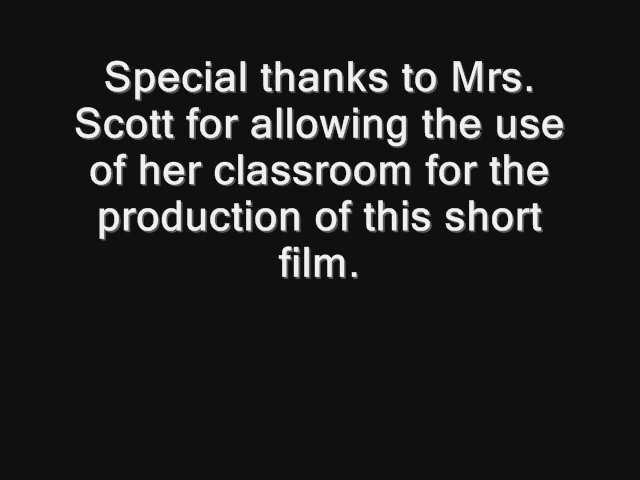 Special thanks to Mrs.
Scott for allowing the use
of her classroom for the
production of this short
film.